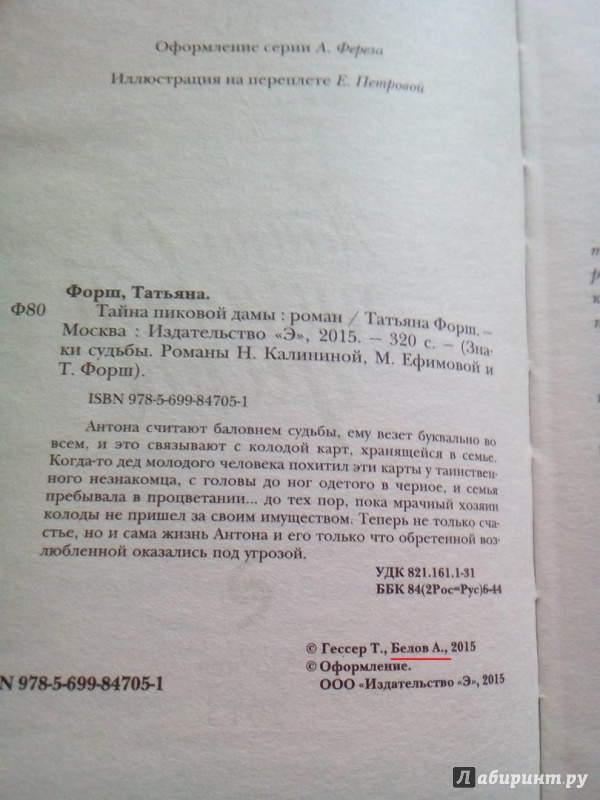 Оформление серии А. Фереза
Иллюстрация на переплете Е. Петровой
Форш, Татьяна.
Ф80 Тайна пиковой дамы : роман / Татьяна Форш. –
Москва : Издательство «Э», 2015. – 320 с. – (Зна-
ки судьбы. Романы Н. Калининой, М. Ефимовой и
Т. Форш).
ISBN 978-5-699-84705-1
Антона считают баловнем судьбы, ему везет буквально во
всем, и это связывают с колодой карт, хранящейся в семье.
Когда-то дед молодого человека похитил эти карты у таинствен-
ного незнакомца, с головы до ног одетого в черное, и семья
пребывала в процветании... до тех пор, пока мрачный хозяин
колоды не пришел за своим имуществом. Теперь не только сча-
стье, но и сама жизнь Антона и его только что обретенной воз-
любленной оказались под угрозой.
УДК 821.161.1-31
ББК 84(2Рос=Рус)6-44
© Гессер Т., Белов А., 2015
© Оформление.
ООО «Издательство «Э», 2015
N 978-5-699-84705-1
Лабиринт.ру